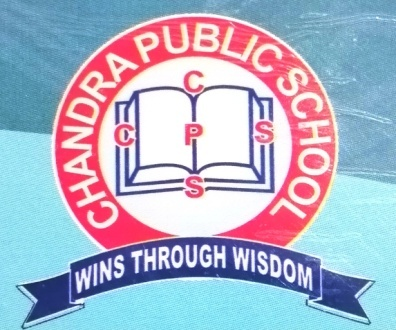 CHANDRA PUBLIC SCHOOL
C
C P S
S
WINS THROUGH WISDOM